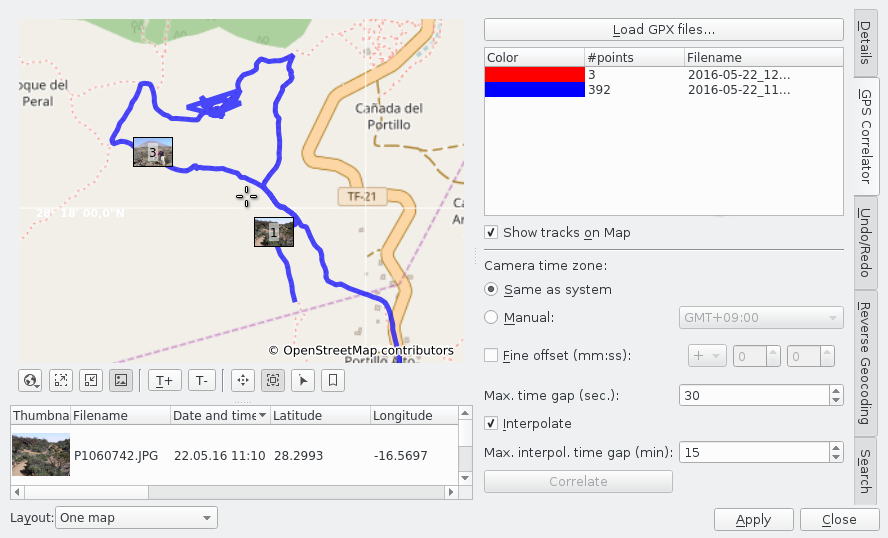 oque del
Peral
Cañada del
Portillo
TF-21
Ca
Ar
28° 18' 00,0"N
3
1
Portillo Alto
© OpenStreetMap contributors
T+
T-
Thumbna
Filename
Date and time
Latitude
Longitude
P1060742.JPG
22.05.16 11:10
28.2993
-16.5697
Layout:
One map
Load GPX files...
Color
#points
Filename
3
2016-05-22_12...
392
2016-05-22_11...
Show tracks on Map
Camera time zone:
Same as system
Manual:
GMT+09:00
Fine offset (mm:ss):
+
0
0
Max. time gap (sec.):
30
Interpolate
Max. interpol. time gap (min):
15
Correlate
Apply
Close
Details
GPS Correlator
Undo/Redo
Reverse Geocoding
Search